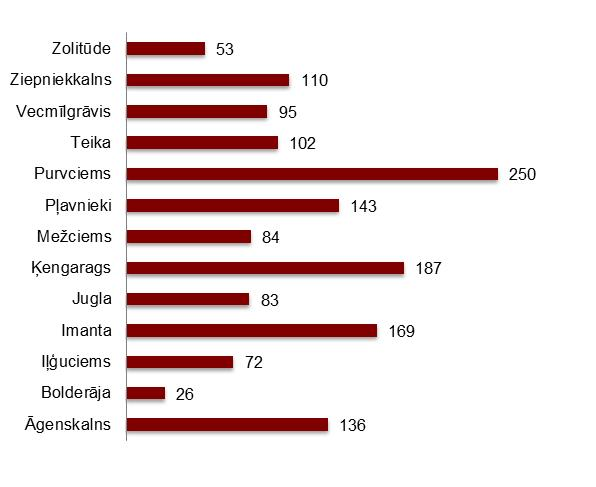 Zolitūde 53
Ziepniekkalns 110
Vecmīlgrāvis 95
Teika 102
Purvciems 250
Pļavnieki 143
Mežciems 84
Ķengarags 187
Jugla 83
Imanta 169
Iļģuciems 72
Bolderāja 26
Āgenskalns 136